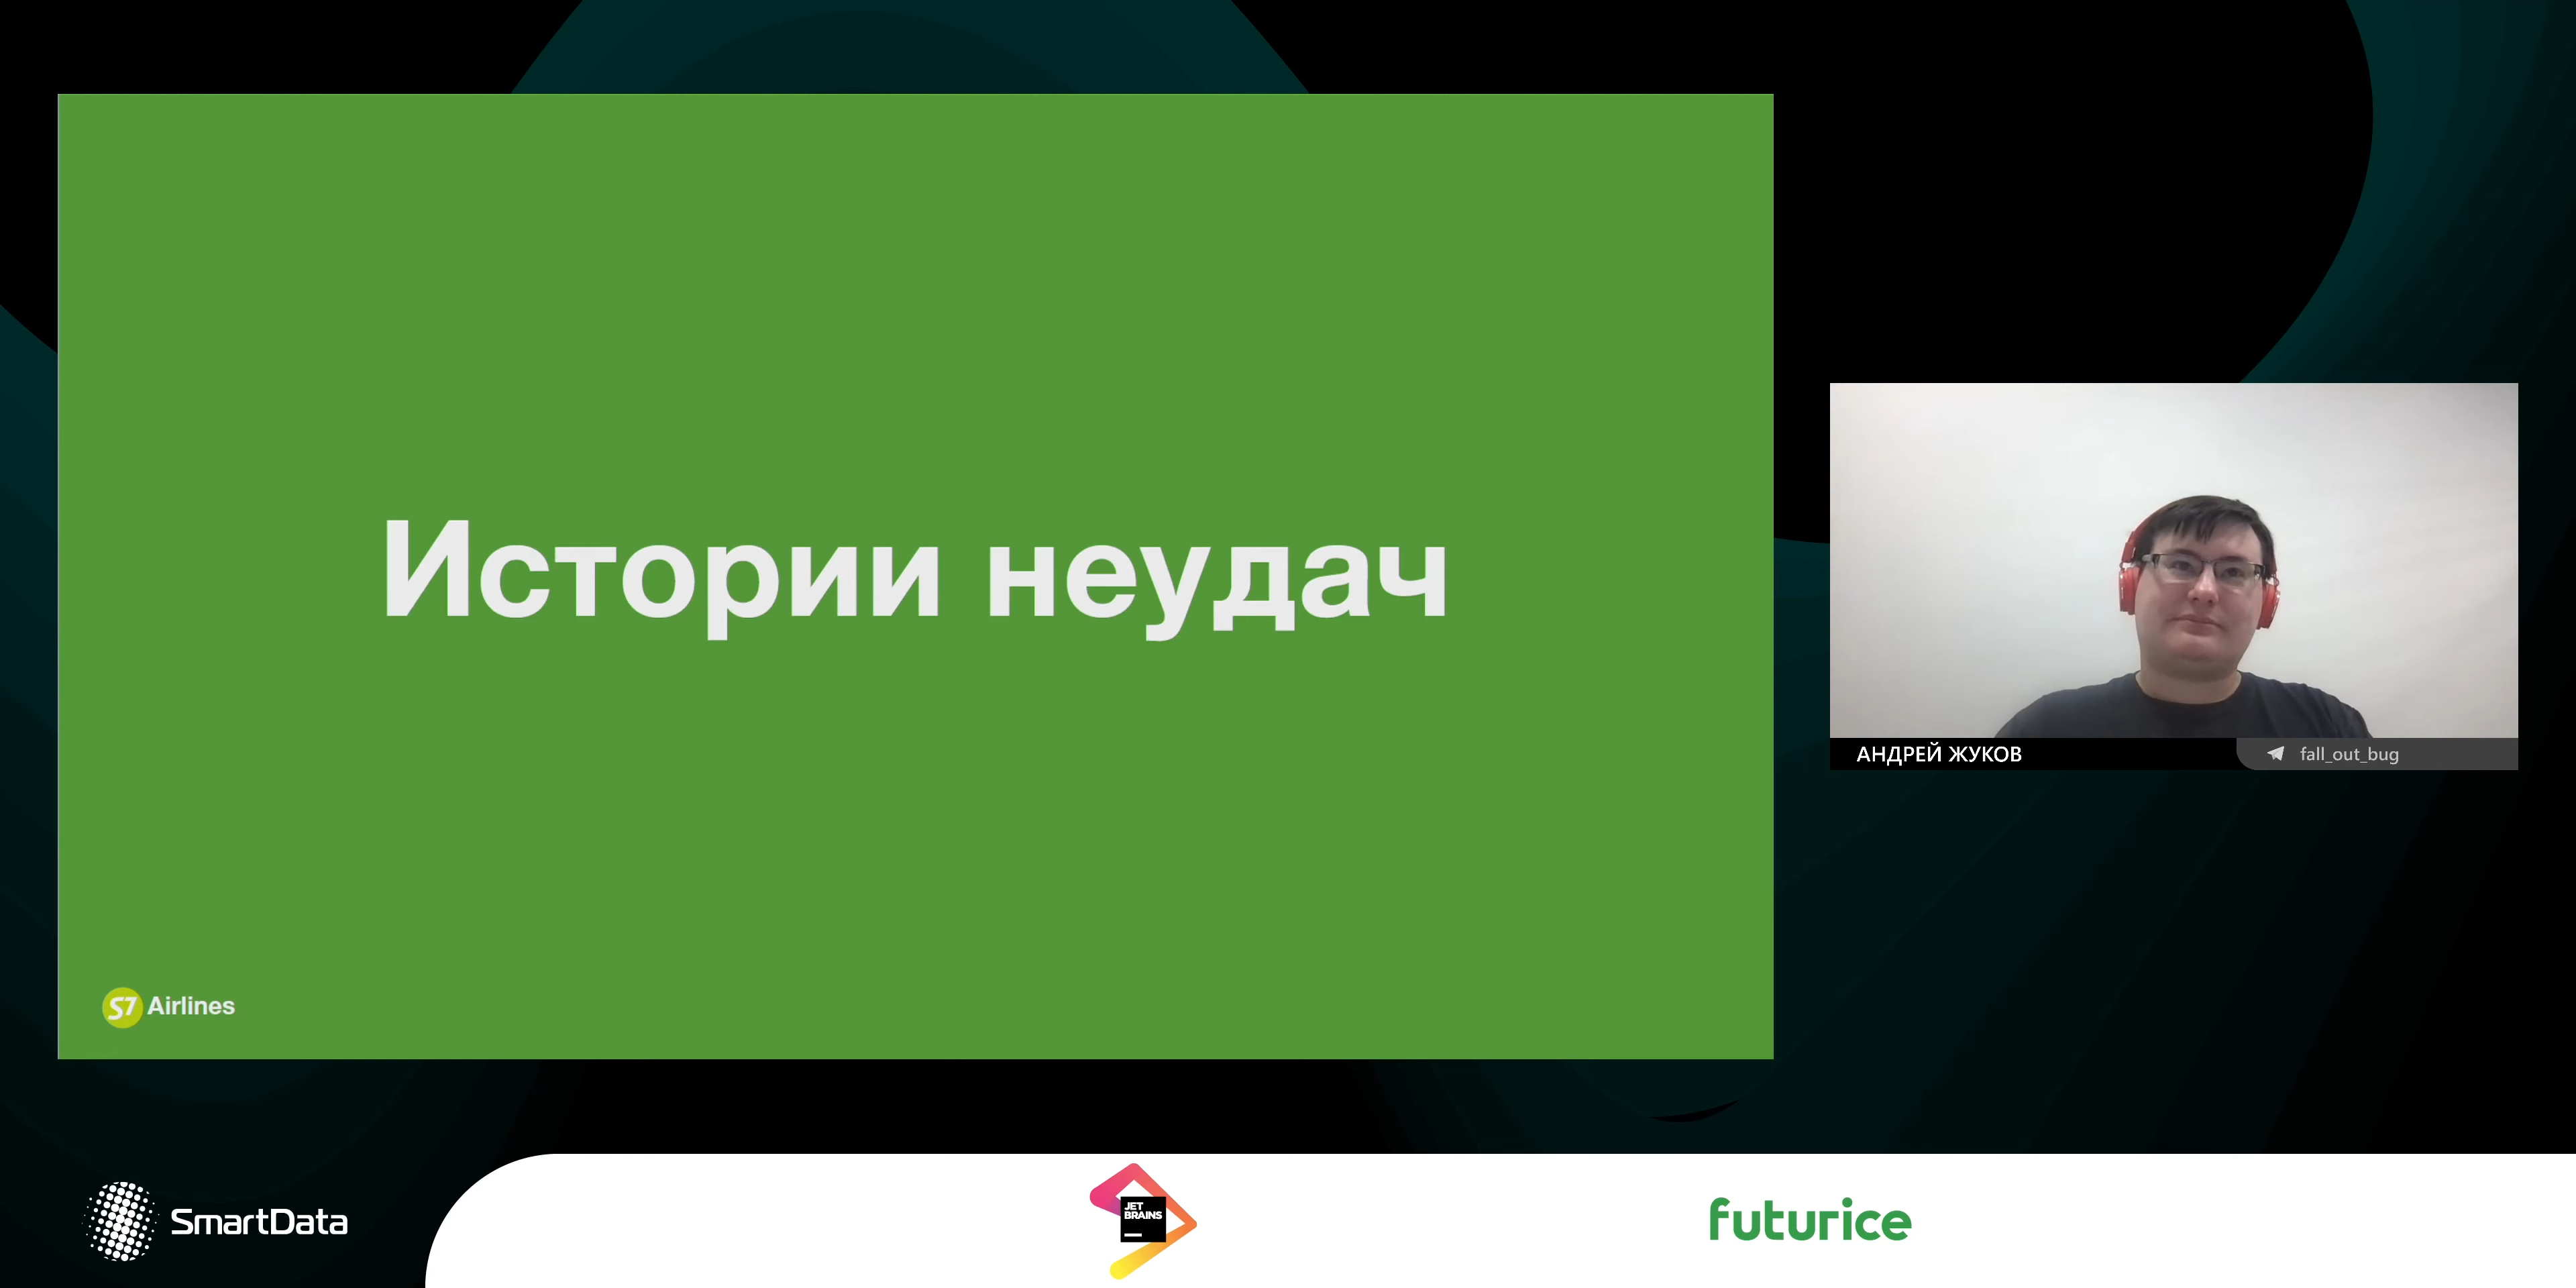 Истории неудач
S7 Airlines
АНДРЕЙ ЖУКОВ
fall_out_bug
SmartData
JET
BRAINS
futurice